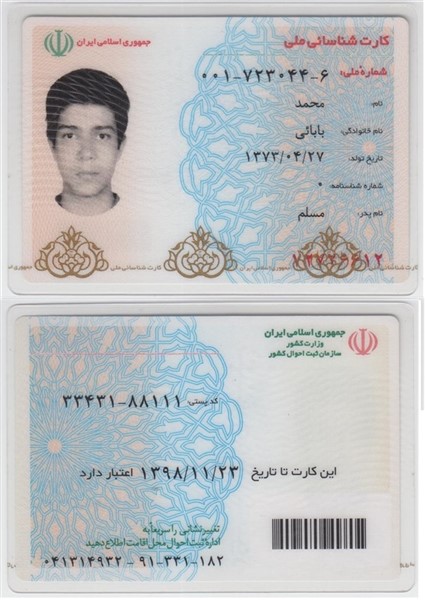 کارت شناسائی ملی
جمهوری اسلامی ایران
شماره ملی: ۰۰۱-۷۲۳۰۴۴-۶
نام: محمد
نام خانوادگی: بابائی
تاریخ تولد: ۱۳۷۳/۰۴/۲۷
شماره شناسنامه: ۰
نام پدر: مسلم
جمهوری اسلامی ایران
کارت شناسائی ملی
جمهوری اسلامی ایران
وزارت کشور
سازمان ثبت احوال کشور
کد پستی: ۳۳۴۳۱-۸۸۱۱۱
این کارت تا تاریخ ۱۳۹۸/۱۱/۲۳ اعتبار دارد
تغییر نشانی را سریعا به
اداره ثبت احوال محل اقامت اطلاع دهید
۰۴۱۳۱۴۹۳۲ - ۹۱-۳۳۱-۱۸۲